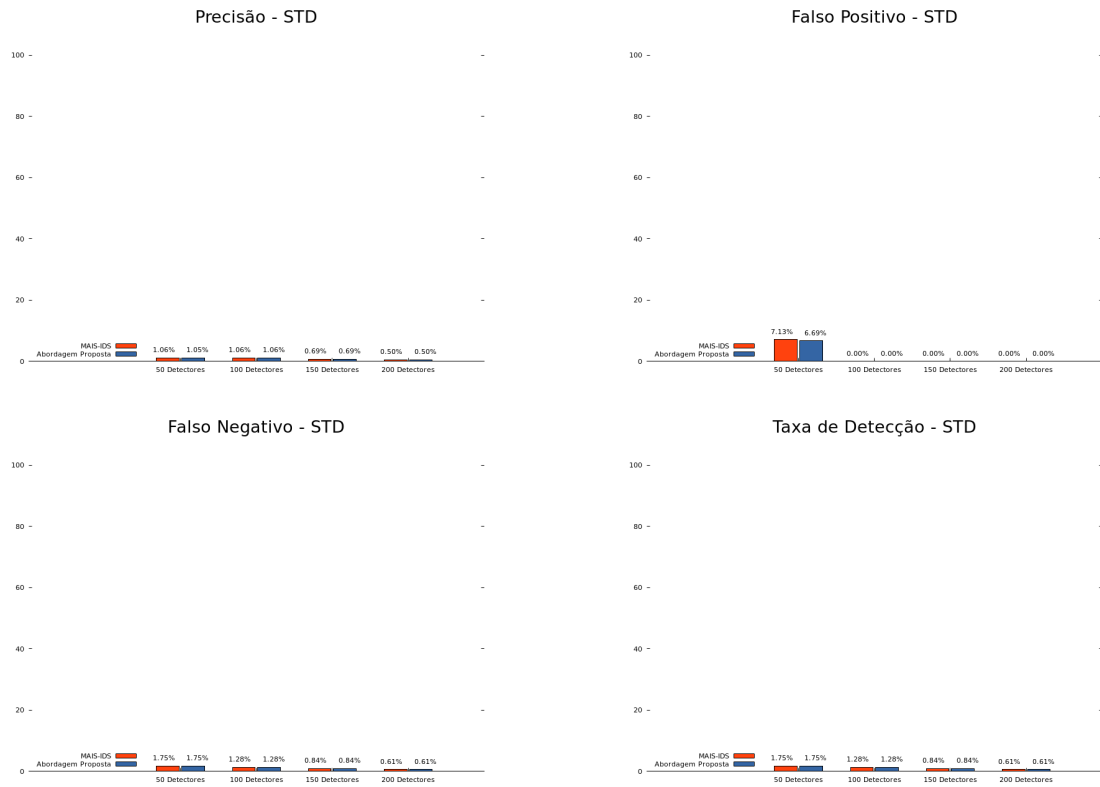 Precisão - STD
100
80
60
40
20
0
MAIS-IDS
Abordagem Proposta
1.06% 1.05% 1.06% 1.06% 0.69% 0.69% 0.50% 0.50%
50 Detectores 100 Detectores 150 Detectores 200 Detectores
Falso Positivo - STD
100
80
60
40
20
0
MAIS-IDS
Abordagem Proposta
7.13% 6.69% 0.00% 0.00% 0.00% 0.00% 0.00% 0.00%
50 Detectores 100 Detectores 150 Detectores 200 Detectores
Falso Negativo - STD
100
80
60
40
20
0
MAIS-IDS
Abordagem Proposta
1.75% 1.75% 1.28% 1.28% 0.84% 0.84% 0.61% 0.61%
50 Detectores 100 Detectores 150 Detectores 200 Detectores
Taxa de Detecção - STD
100
80
60
40
20
0
MAIS-IDS
Abordagem Proposta
1.75% 1.75% 1.28% 1.28% 0.84% 0.84% 0.61% 0.61%
50 Detectores 100 Detectores 150 Detectores 200 Detectores